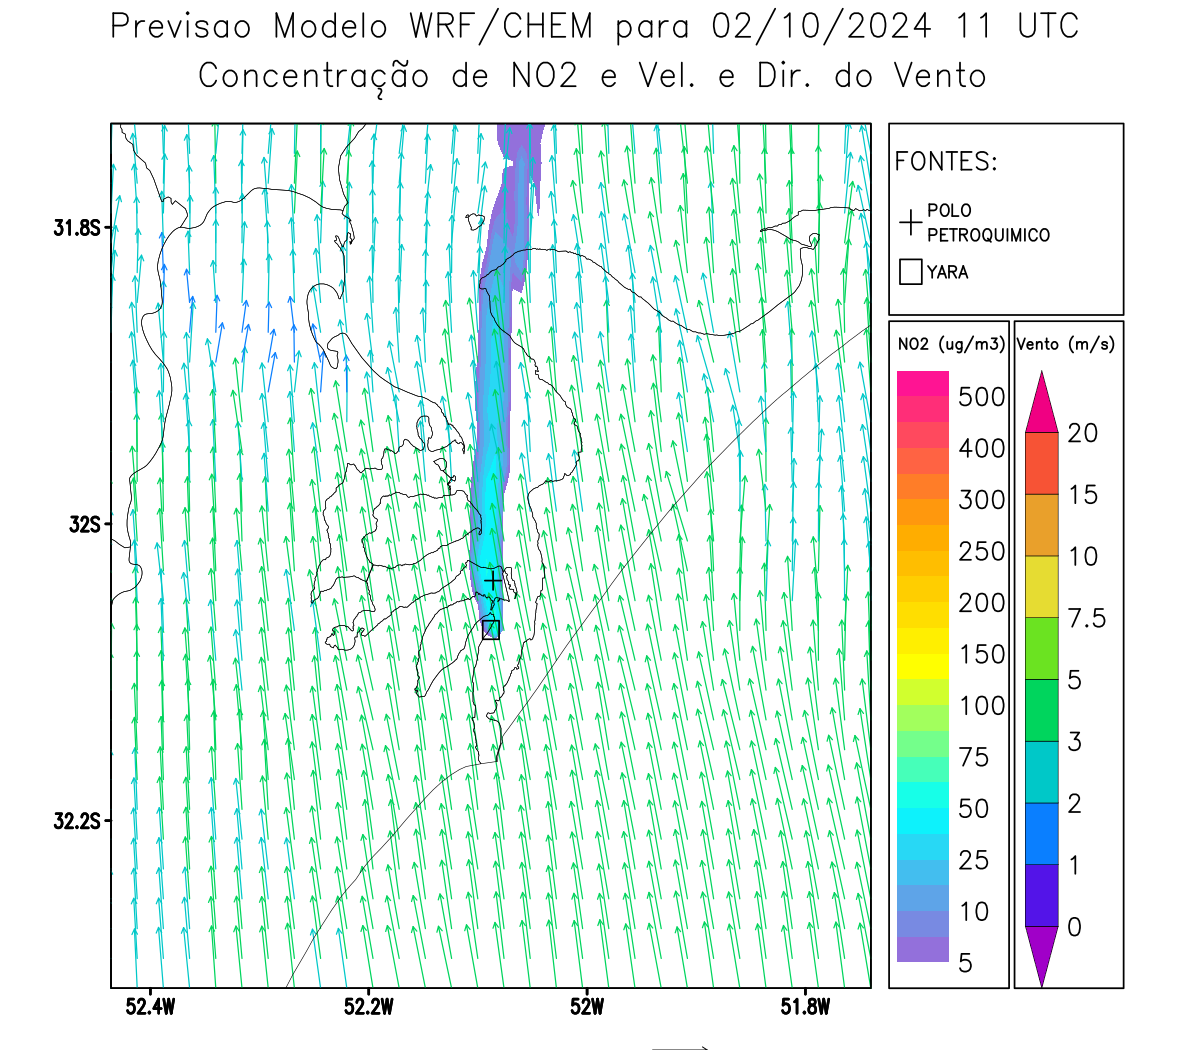 Previsao Modelo WRF/CHEM para 02/10/2024 11 UTC
Concentração de NO2 e Vel. e Dir. do Vento
FONTES:
POLO
PETROQUIMICO
YARA
31.8S
32S
32.2S
52.4W
52.2W
52W
51.8W
NO2 (ug/m3)
500
400
300
250
200
150
100
75
50
25
10
5
Vento (m/s)
20
15
10
7.5
5
3
2
1
0